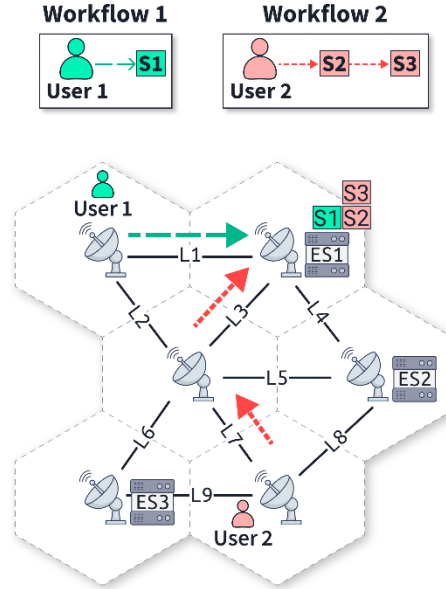 Workflow 1 Workflow 2
S1 S2 S3
User 1 User 2
S3
User 1 S1 S2
L1 ES1
L2 L3 L4
L5 ES2
L6 L7 L8
ES3 L9
User 2